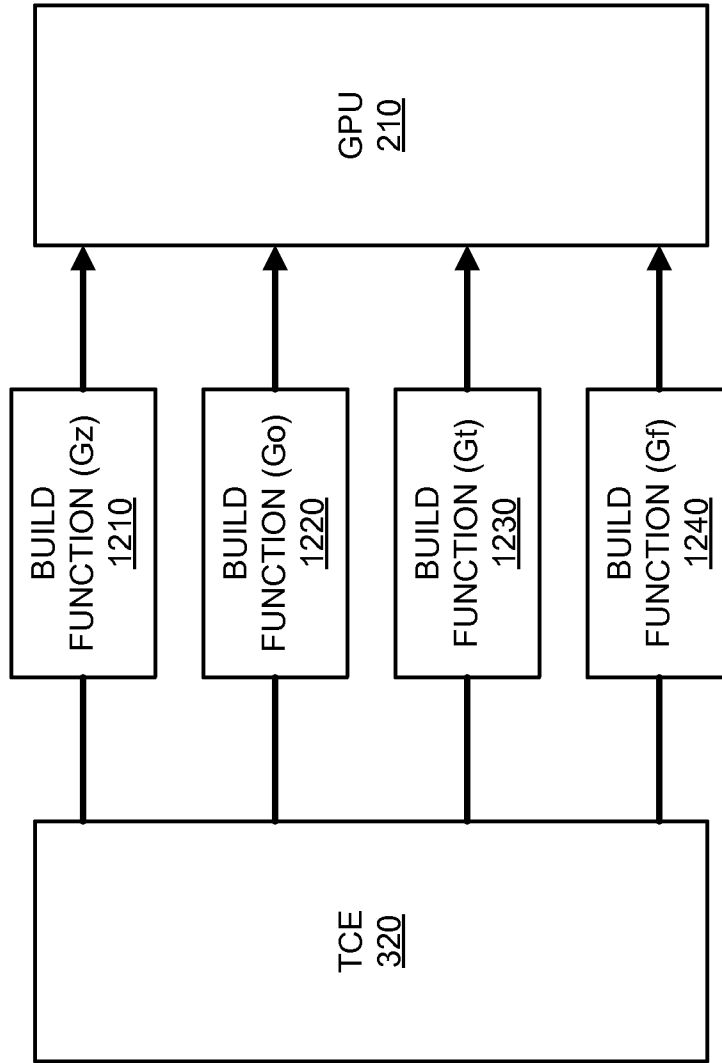 TCE
320
BUILD
FUNCTION (Gz)
1210
BUILD
FUNCTION (Go)
1220
BUILD
FUNCTION (Gt)
1230
BUILD
FUNCTION (Gf)
1240
GPU
210